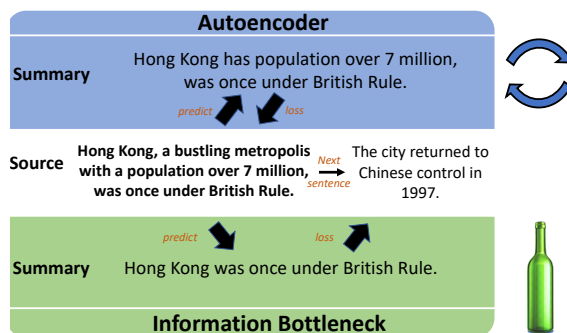 Autoencoder
Summary
Hong Kong has population over 7 million,
was once under British Rule.
predict
loss
Source
Hong Kong, a bustling metropolis
with a population over 7 million,
was once under British Rule.
Next
sentence
The city returned to
Chinese control in
1997.
predict
loss
Summary
Hong Kong was once under British Rule.
Information Bottleneck